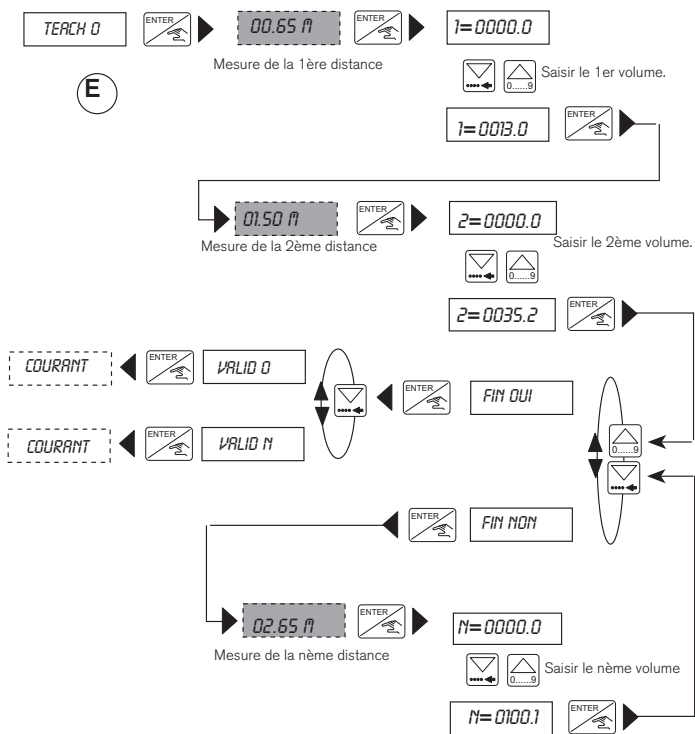 TEACH O
ENTER
00.65 M
ENTER
1=0000.0
Mesure de la 1ère distance
0......9
Saisir le 1er volume.
E
1=0013.0
ENTER
01.50 M
ENTER
2=0000.0
Mesure de la 2ème distance
Saisir le 2ème volume.
0......9
2=0035.2
ENTER
COURANT
ENTER
VALID O
ENTER
FIN OUI
0......9
COURANT
ENTER
VALID N
ENTER
FIN NON
02.65 M
ENTER
N=0000.0
Mesure de la nème distance
0......9
Saisir le nème volume
N=0100.1
ENTER